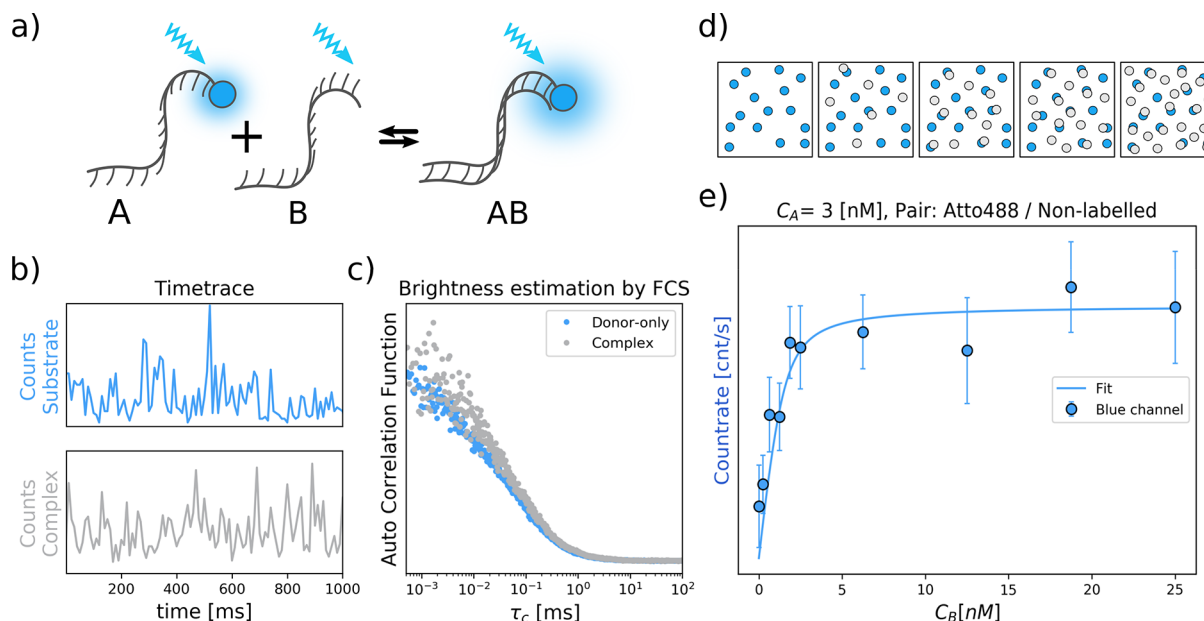 a)
A
+
B
AB
b)
Timetrace
Counts
Substrate
Counts
Complex
200
400
600
800
1000
time [ms]
c)
Brightness estimation by FCS
Auto Correlation Function
Donor-only
Complex
10⁻³
10⁻²
10⁻¹
10⁰
10¹
10²
τ_C [ms]
d)
e)
C_A= 3 [nM], Pair: Atto488 / Non-labelled
Countrate [cnt/s]
Fit
Blue channel
0
5
10
15
20
25
C_B[nM]